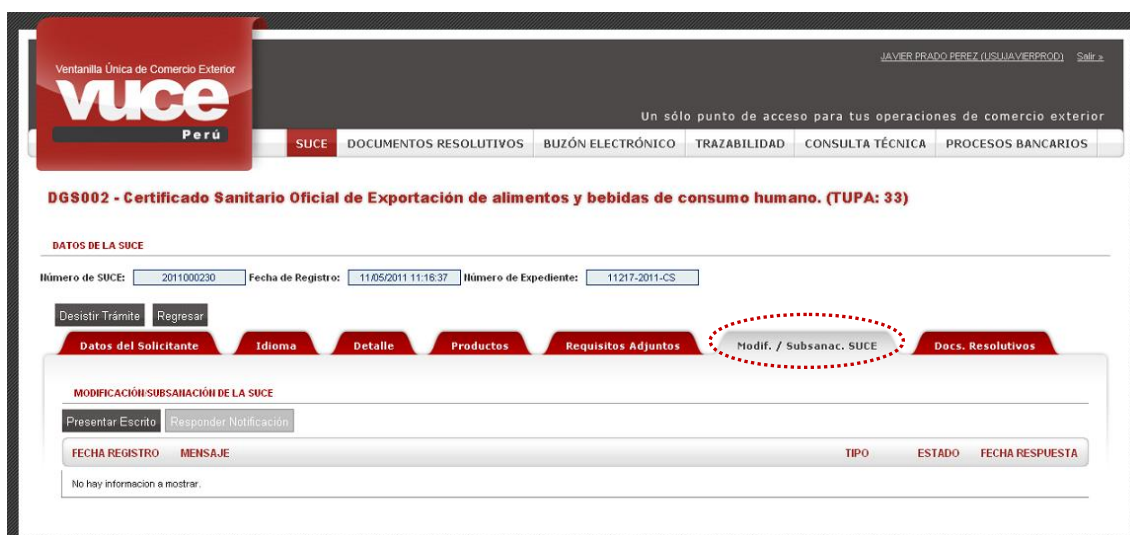 JAVIER PRADO PEREZ (USUJAVIERPROD) Salir »
Ventanilla Única de Comercio Exterior
vuce
Perú
Un sólo punto de acceso para tus operaciones de comercio exterior
SUCE DOCUMENTOS RESOLUTIVOS BUZÓN ELECTRÓNICO TRAZABILIDAD CONSULTA TÉCNICA PROCESOS BANCARIOS
DGS002 - Certificado Sanitario Oficial de Exportación de alimentos y bebidas de consumo humano. (TUPA: 33)
DATOS DE LA SUCE
Número de SUCE: 2011000230 Fecha de Registro: 11/05/2011 11:16:37 Número de Expediente: 11217-2011-CS
Desistir Trámite Regresar
Datos del Solicitante Idioma Detalle Productos Requisitos Adjuntos Modif. / Subsanac. SUCE Docs. Resolutivos
MODIFICACIÓN/SUBSANACIÓN DE LA SUCE
Presentar Escrito Responder Notificación
FECHA REGISTRO MENSAJE TIPO ESTADO FECHA RESPUESTA
No hay informacion a mostrar.